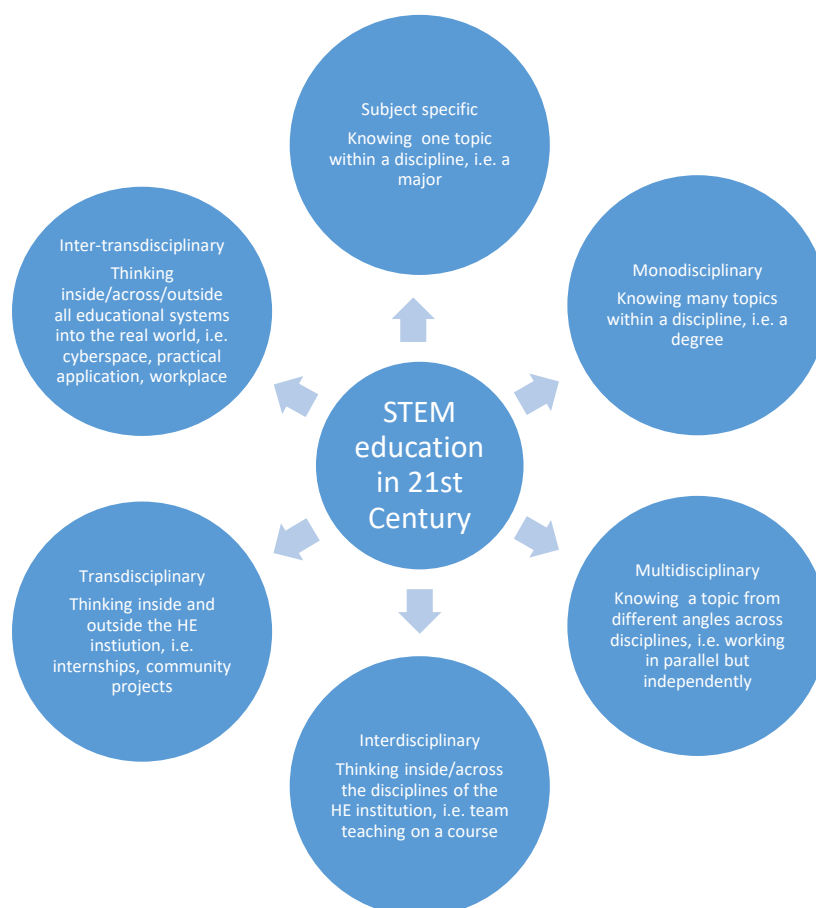 Subject specific
Knowing one topic
within a discipline, i.e. a
major
Monodisciplinary
Knowing many topics
within a discipline, i.e. a
degree
Multidisciplinary
Knowing a topic from
different angles across
disciplines, i.e. working
in parallel but
independently
Interdisciplinary
Thinking inside/across
the disciplines of the
HE institution, i.e. team
teaching on a course
Transdisciplinary
Thinking inside and
outside the HE
instiution, i.e.
internships, community
projects
Inter-transdisciplinary
Thinking
inside/across/outside
all educational systems
into the real world, i.e.
cyberspace, practical
application, workplace
STEM
education
in 21st
Century